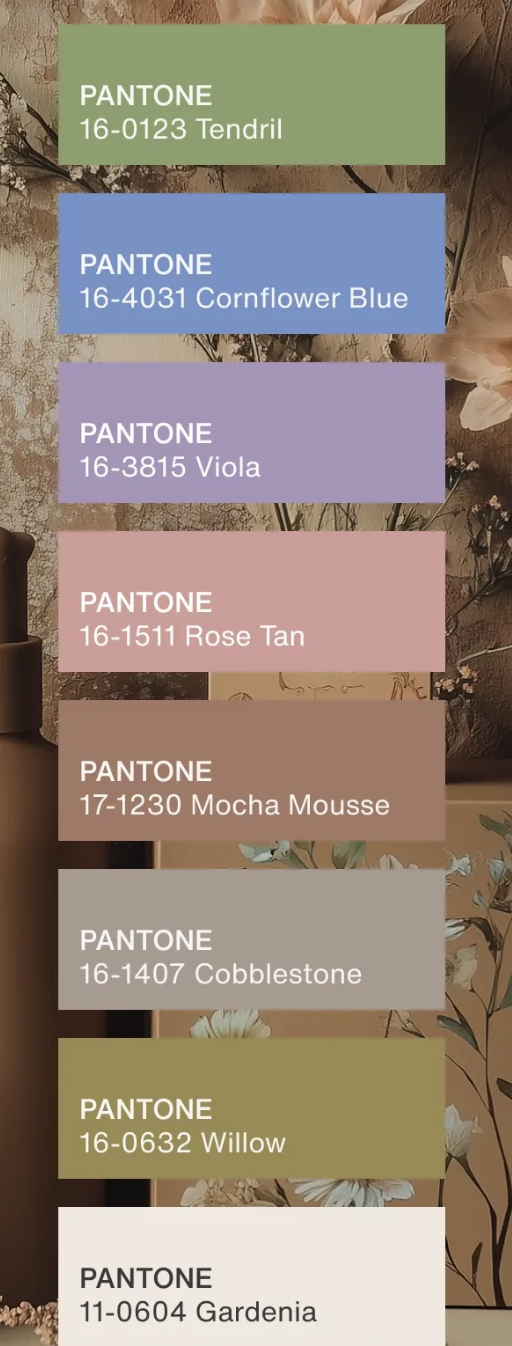 PANTONE
16-0123 Tendril
PANTONE
16-4031 Cornflower Blue
PANTONE
16-3815 Viola
PANTONE
16-1511 Rose Tan
PANTONE
17-1230 Mocha Mousse
PANTONE
16-1407 Cobblestone
PANTONE
16-0632 Willow
PANTONE
11-0604 Gardenia